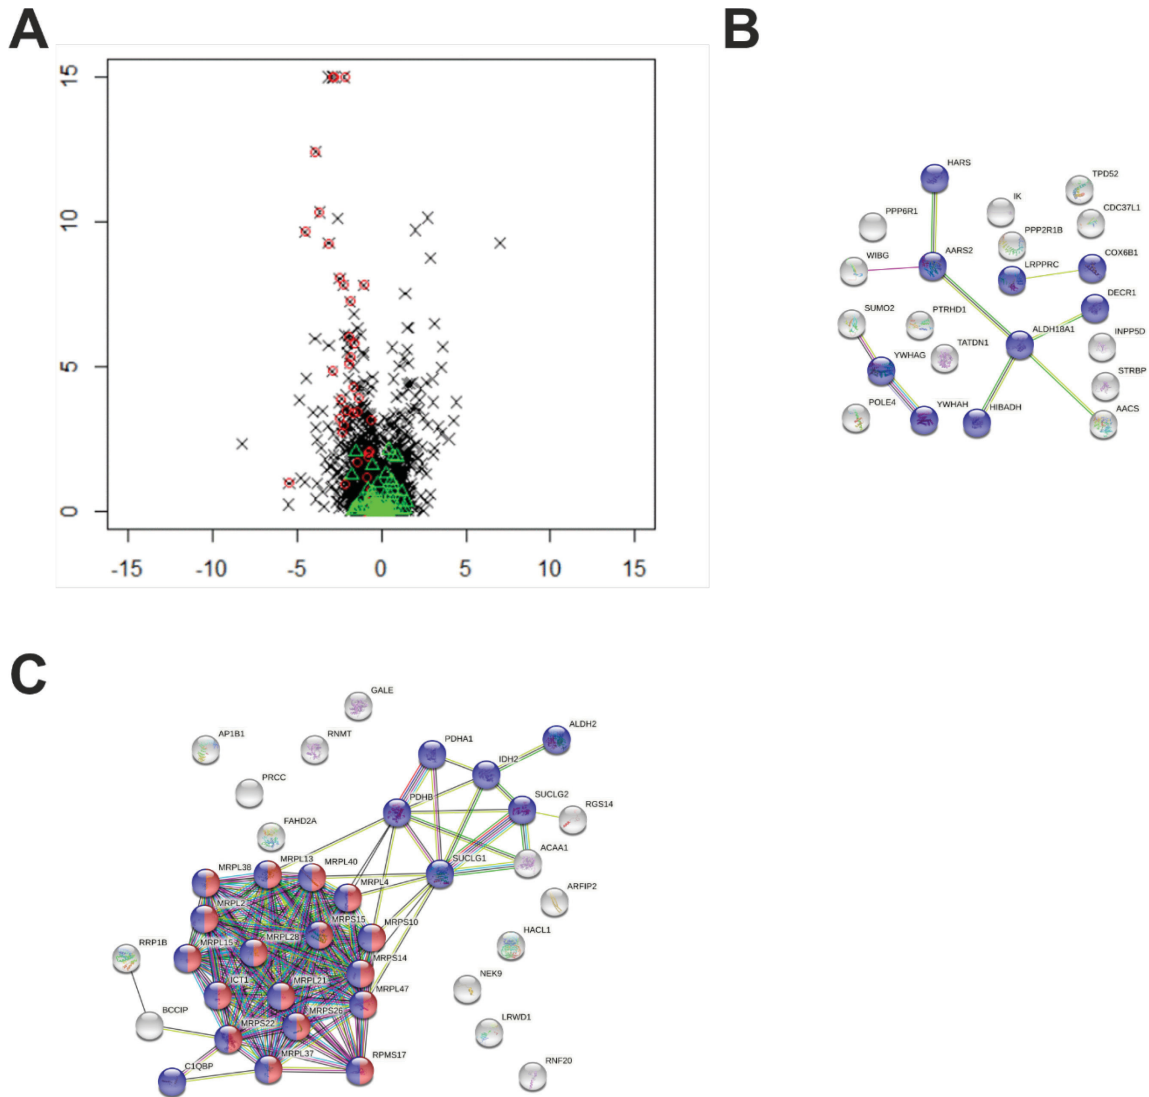 A
B
15
10
5
0
-15
-10
-5
0
5
10
15
HARS
TPD52
IK
CDC37L1
PPP6R1
PPP2R1B
AARS2
LRPPRC
COX6B1
WIBG
DECR1
SUMO2
PTRHD1
ALDH18A1
INPP5D
TATDN1
YWHAG
STRBP
POLE4
YWHAH
HIBADH
AACS
C
GALE
AP1B1
RNMT
ALDH2
PDHA1
IDH2
PRCC
PDHB
SUCLG2
RGS14
FAHD2A
ACAA1
SUCLG1
MRPL38
MRPL13
MRPL40
MRPL4
ARFIP2
MRPL2
MRPS15
MRPS10
HACL1
RRP1B
MRPL15
MRPL28
MRPS14
NEK9
ICT1
MRPL21
MRPL47
BCCIP
MRPS22
MRPS26
LRWD1
C1QBP
MRPL37
RPMS17
RNF20